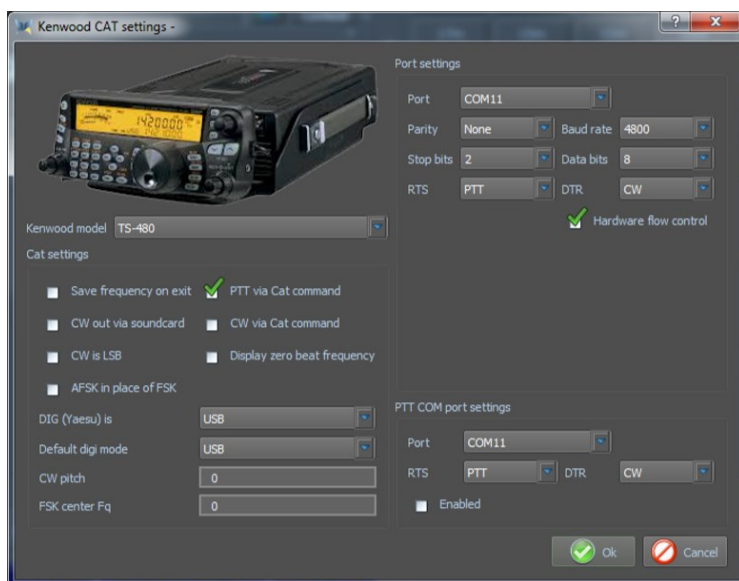 Kenwood CAT settings -
?
Port settings
Port COM11
Parity None Baud rate 4800
Stop bits 2 Data bits 8
RTS PTT DTR CW
Hardware flow control
Kenwood model TS-480
Cat settings
Save frequency on exit PTT via Cat command
CW out via soundcard CW via Cat command
CW is LSB Display zero beat frequency
AFSK in place of FSK
DIG (Yaesu) is USB
Default digi mode USB
CW pitch 0
FSK center Fq 0
PTT COM port settings
Port COM11
RTS PTT DTR CW
Enabled
Ok Cancel